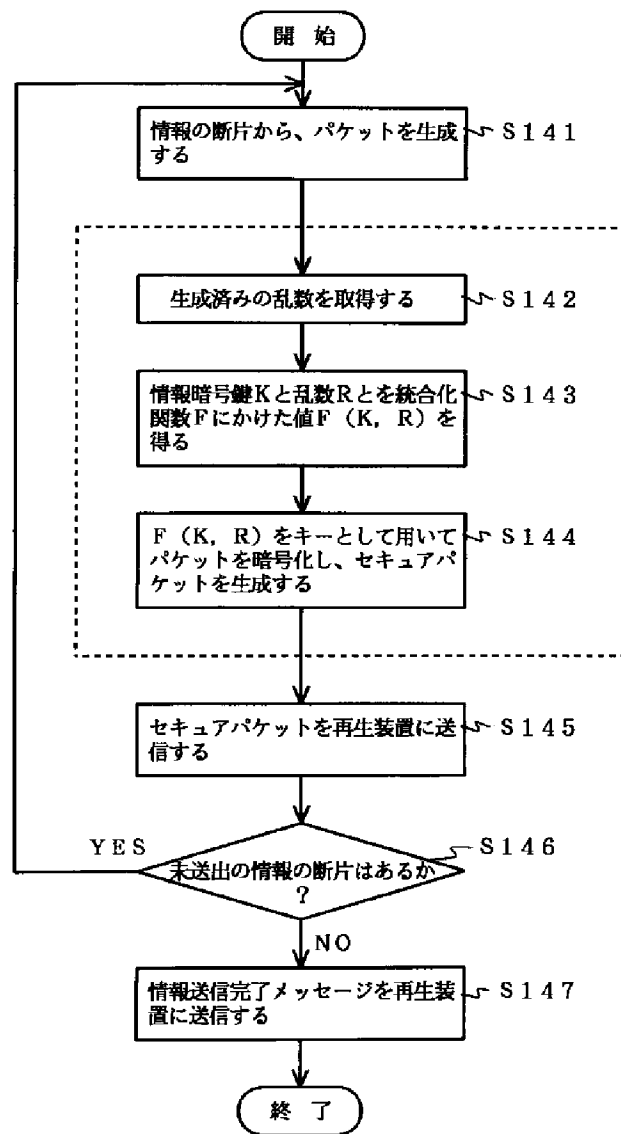 開 始
情報の断片から、パケットを生成
する
S141
生成済みの乱数を取得する
S142
情報暗号鍵Kと乱数Rとを統合化
関数Fにかけた値F(K, R)を
得る
S143
F(K, R)をキーとして用いて
パケットを暗号化し、セキュアパ
ケットを生成する
S144
セキュアパケットを再生装置に送
信する
S145
YES
未送出の情報の断片はあるか
?
S146
NO
情報送信完了メッセージを再生装
置に送信する
S147
終 了